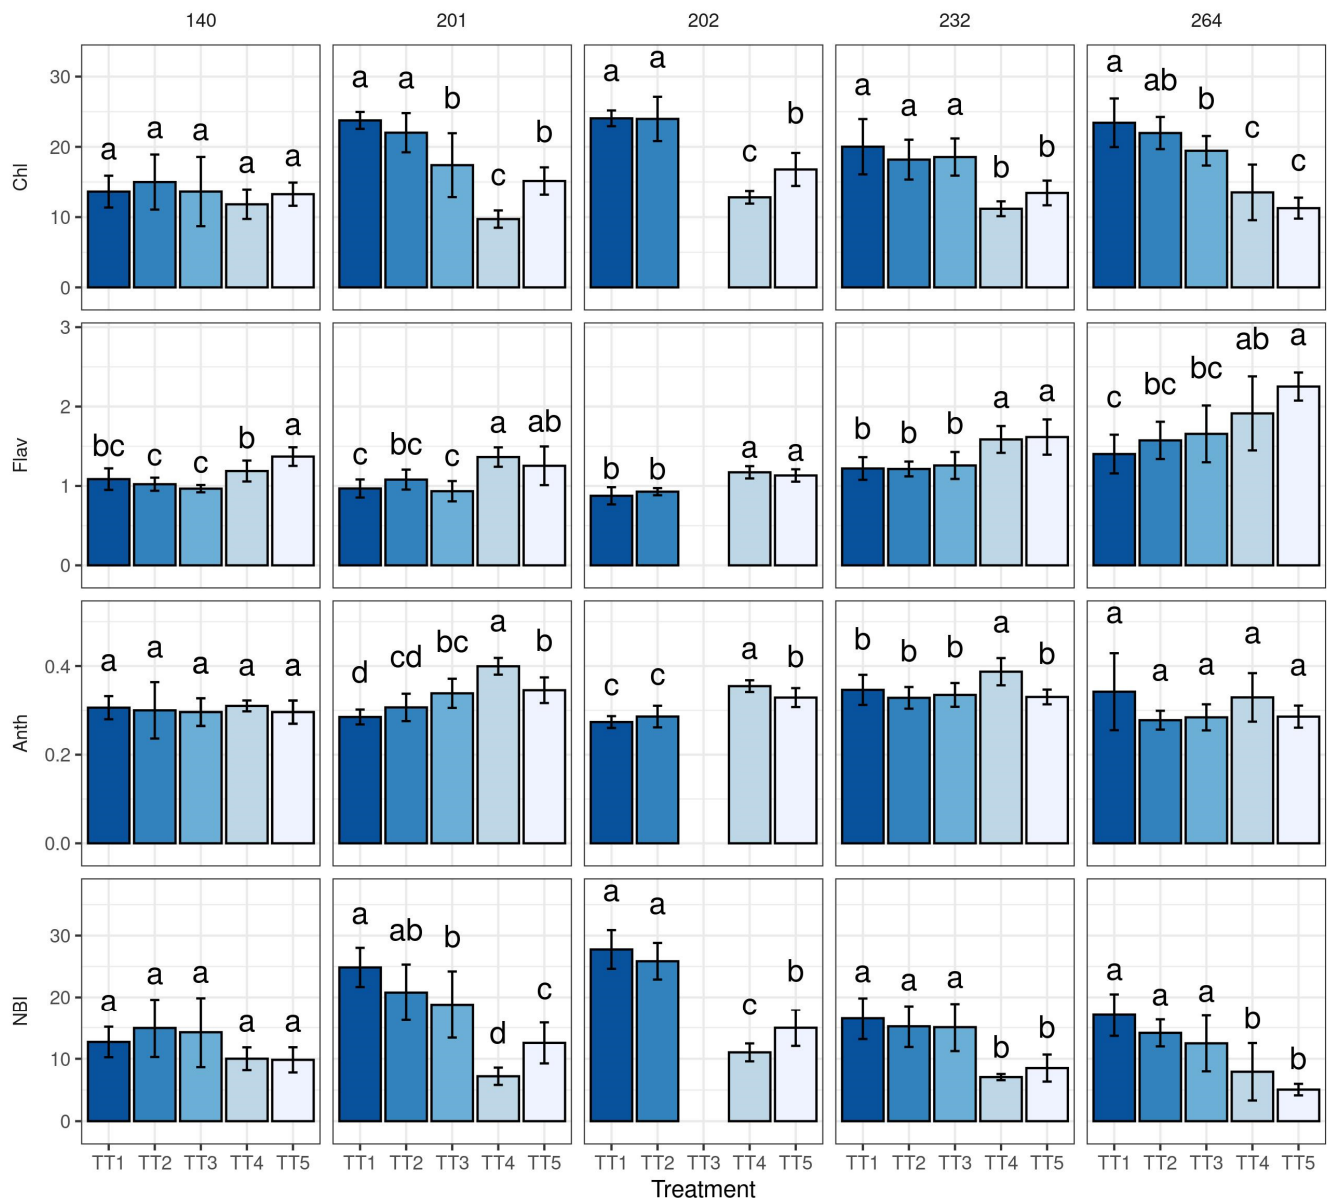 140 201 202 232 264
Chl
30
20
10
0
a a a a a
a a b c b
a a c b
a a a b b
a ab b c c
Flav
3
2
1
0
bc c c b a
c bc c a ab
b b a a
b b b a a
c bc bc ab a
Anth
0.4
0.2
0.0
a a a a a
d cd bc a b
c c a b
b b b a b
a a a a a
NBI
30
20
10
0
a a a a a
a ab b d c
a a c b
a a a b b
a a a b b
TT1 TT2 TT3 TT4 TT5 TT1 TT2 TT3 TT4 TT5 TT1 TT2 TT3 TT4 TT5 TT1 TT2 TT3 TT4 TT5 TT1 TT2 TT3 TT4 TT5
Treatment